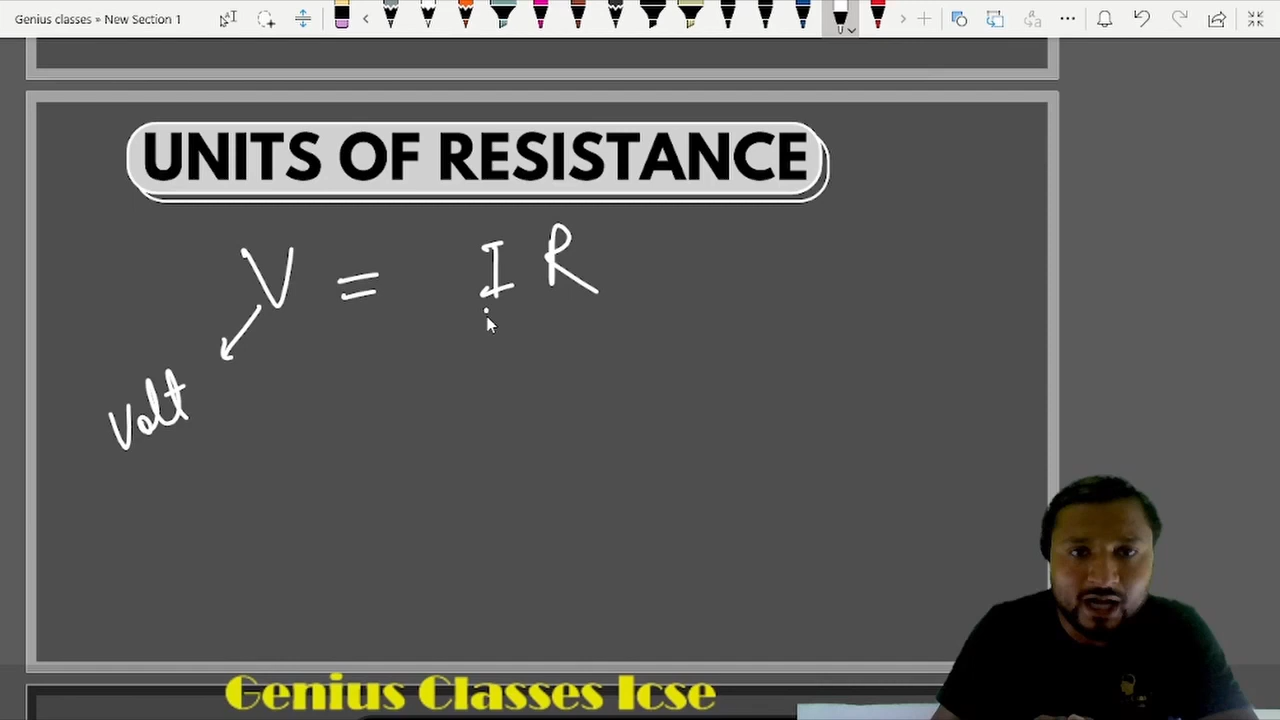 Genius classes » New Section 1
UNITS OF RESISTANCE
V = I R
Volt
Genius Classes Icse